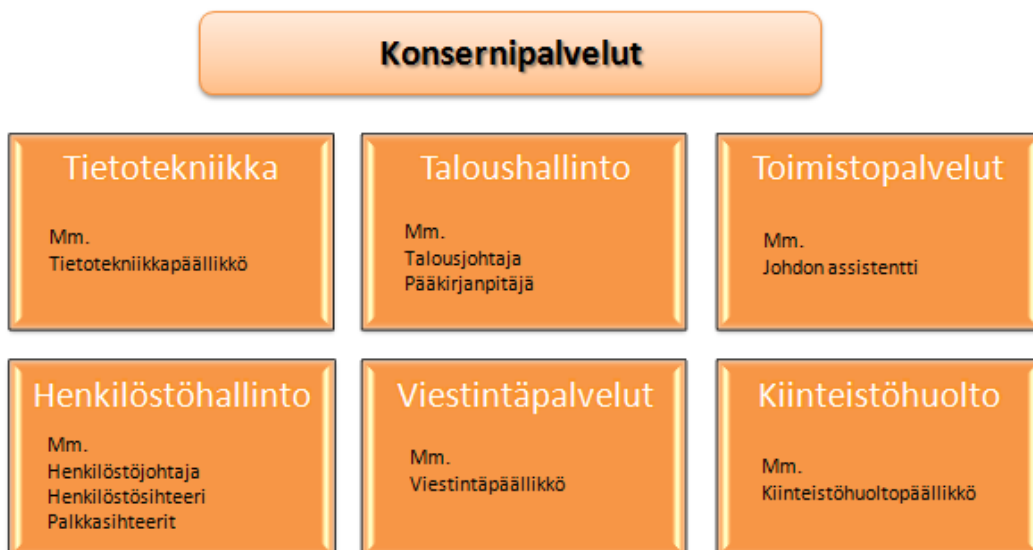 Konsernipalvelut
Tietotekniikka
Mm.
Tietotekniikkapäällikkö
Taloushallinto
Mm.
Talousjohtaja
Pääkirjanpitäjä
Toimistopalvelut
Mm.
Johdon assistentti
Henkilöstöhallinto
Mm.
Henkilöstöjohtaja
Henkilöstösihteeri
Palkkasihteerit
Viestintäpalvelut
Mm.
Viestintäpäällikkö
Kiinteistöhuolto
Mm.
Kiinteistöhuoltopäällikkö